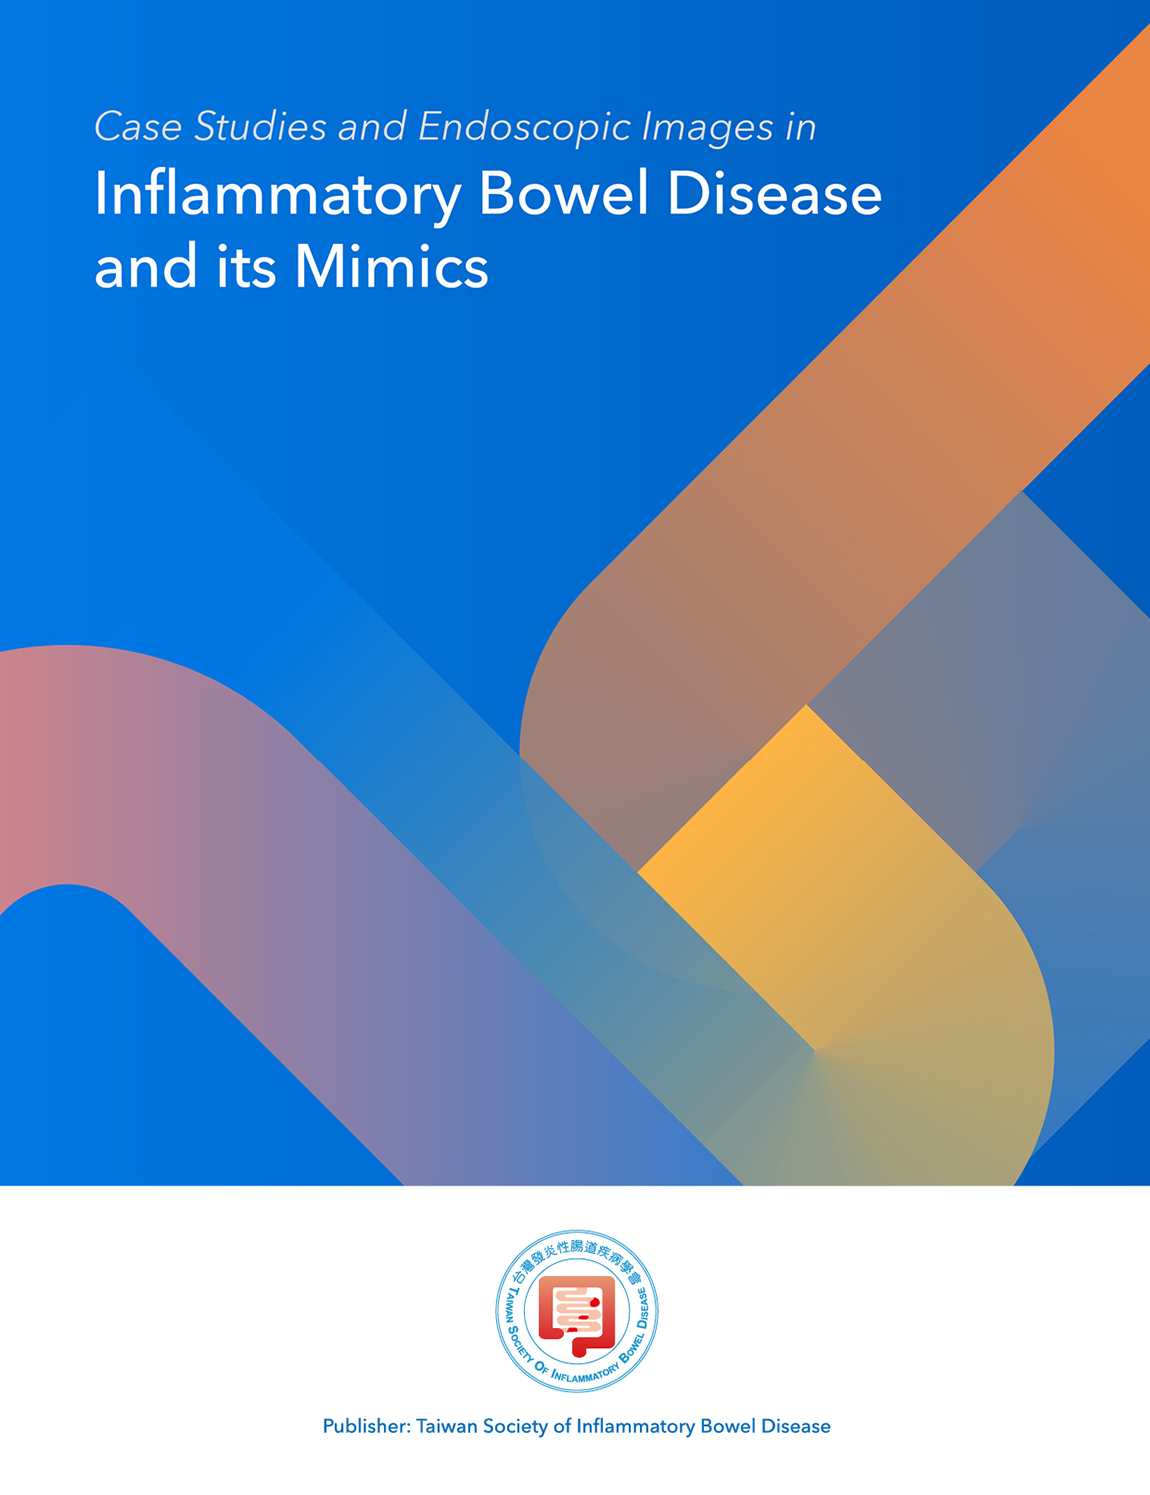 Case Studies and Endoscopic Images in
Inflammatory Bowel Disease
and its Mimics
台灣發炎性腸道疾病學會
TAIWAN SOCIETY OF INFLAMMATORY BOWEL DISEASE
Publisher: Taiwan Society of Inflammatory Bowel Disease